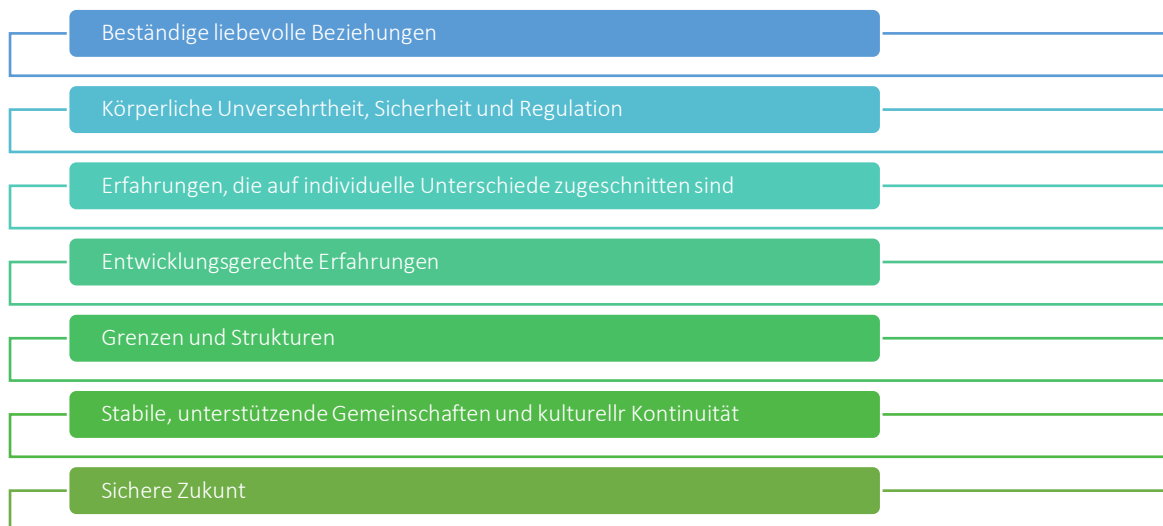 Beständige liebevolle Beziehungen
Körperliche Unversehrtheit, Sicherheit und Regulation
Erfahrungen, die auf individuelle Unterschiede zugeschnitten sind
Entwicklungsgerechte Erfahrungen
Grenzen und Strukturen
Stabile, unterstützende Gemeinschaften und kulturellr Kontinuität
Sichere Zukunt